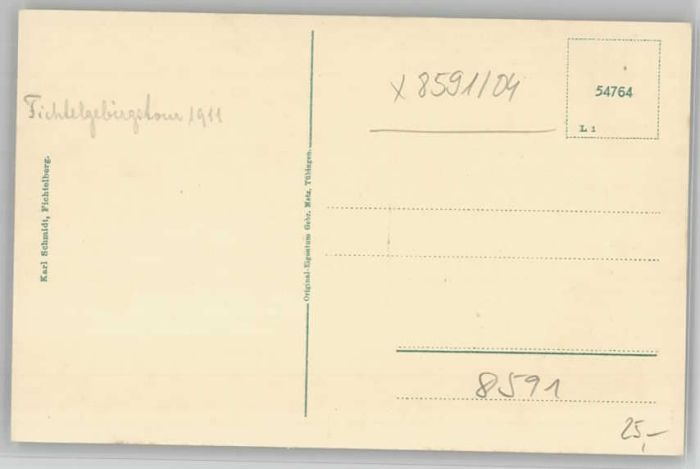 Fichtelgebirgstour 1911
Karl Schmidt, Fichtelberg.
Original-Eigentum Gebr. Metz, Tübingen.
x 8591/04
54764
L 1
8591
25,-